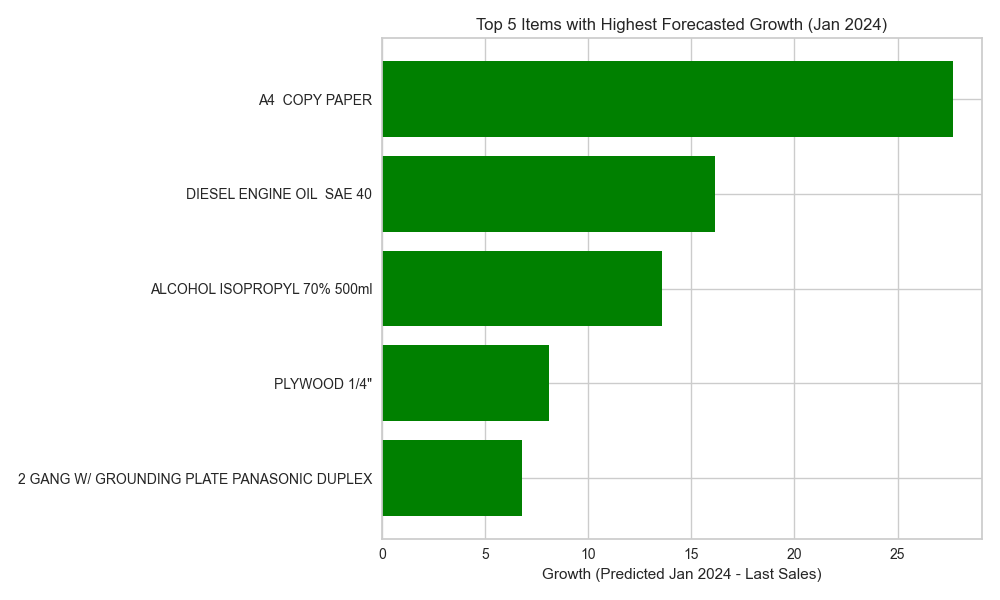 Top 5 Items with Highest Forecasted Growth (Jan 2024)
A4  COPY PAPER
DIESEL ENGINE OIL  SAE 40
ALCOHOL ISOPROPYL 70% 500ml
PLYWOOD 1/4"
2 GANG W/ GROUNDING PLATE PANASONIC DUPLEX
0 5 10 15 20 25
Growth (Predicted Jan 2024 - Last Sales)